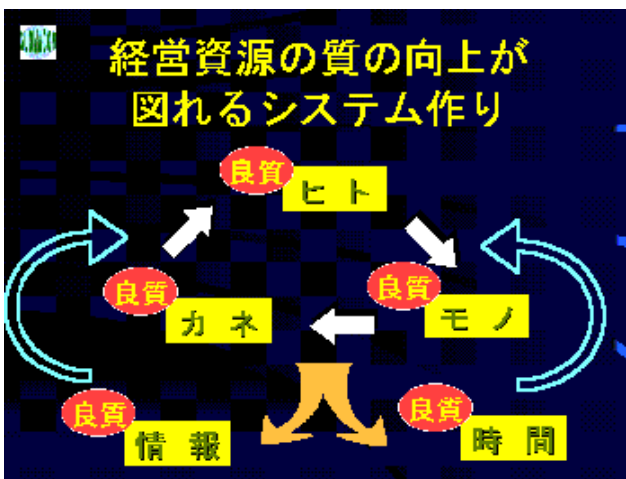 経営資源の質の向上が
図れるシステム作り
良質
ヒト
良質
カネ
良質
モノ
良質
情報
良質
時間